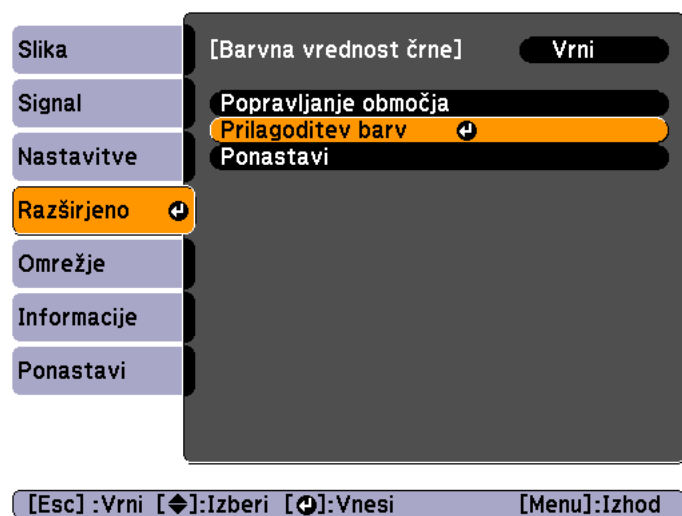 Slika
Signal
Nastavitve
Razširjeno
Omrežje
Informacije
Ponastavi
[Barvna vrednost črne] Vrni
Popravljanje območja
Prilagoditev barv
Ponastavi
[Esc] :Vrni [◆]:Izberi [↵]:Vnesi [Menu]:Izhod